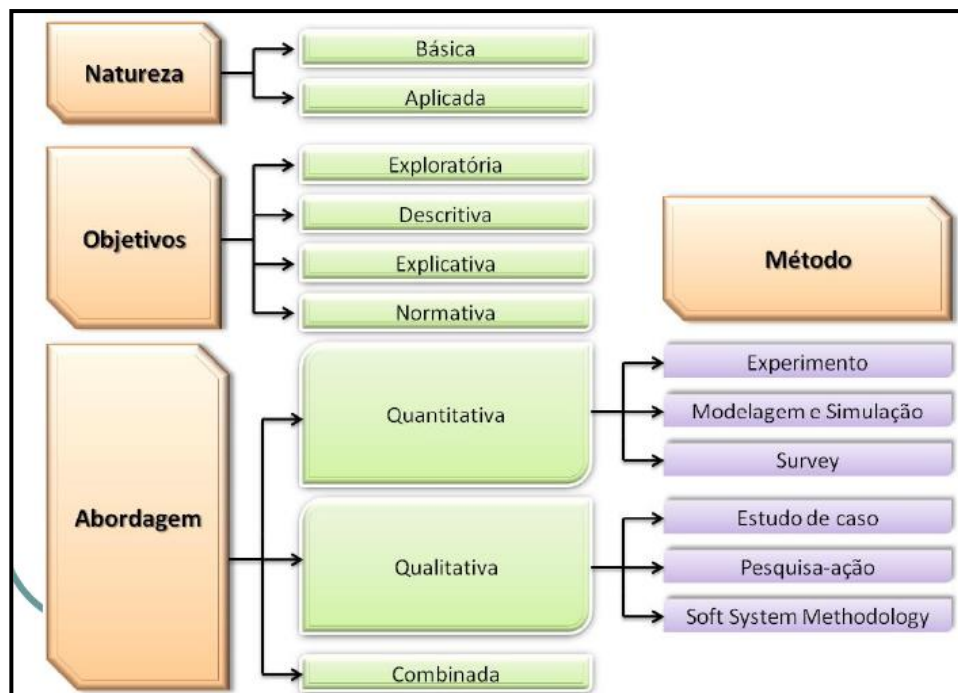 Natureza
Básica
Aplicada
Objetivos
Exploratória
Descritiva
Explicativa
Normativa
Método
Abordagem
Quantitativa
Experimento
Modelagem e Simulação
Survey
Qualitativa
Estudo de caso
Pesquisa-ação
Soft System Methodology
Combinada